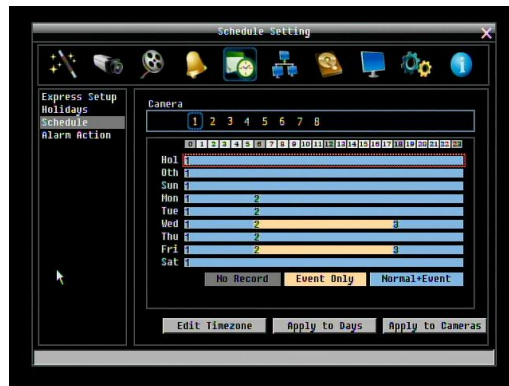 Schedule Setting X
Express Setup
Holidays
Schedule
Alarm Action
Camera
1 2 3 4 5 6 7 8
0 1 2 3 4 5 6 7 8 9 10 11 12 13 14 15 16 17 18 19 20 21 22 23
Hol 1
Oth 1
Sun 1
Mon 1 2
Tue 1 2
Wed 1 2 3
Thu 1 2
Fri 1 2 3
Sat 1
No Record Event Only Normal+Event
Edit Timezone Apply to Days Apply to Cameras